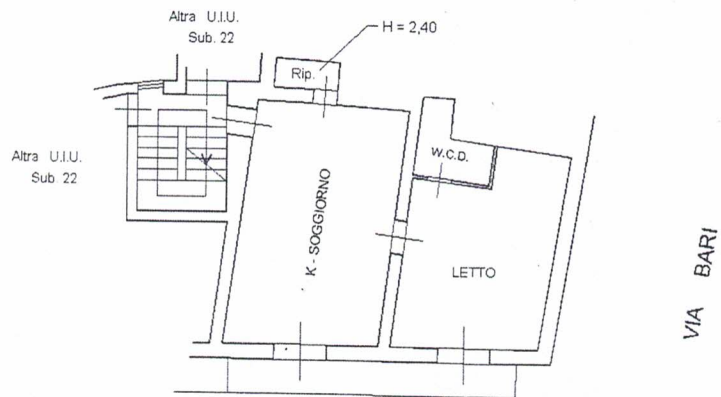 Altra U.I.U.
Sub. 22
H = 2,40
Rip.
W.C.D.
Altra U.I.U.
Sub. 22
K - SOGGIORNO
LETTO
VIA BARI